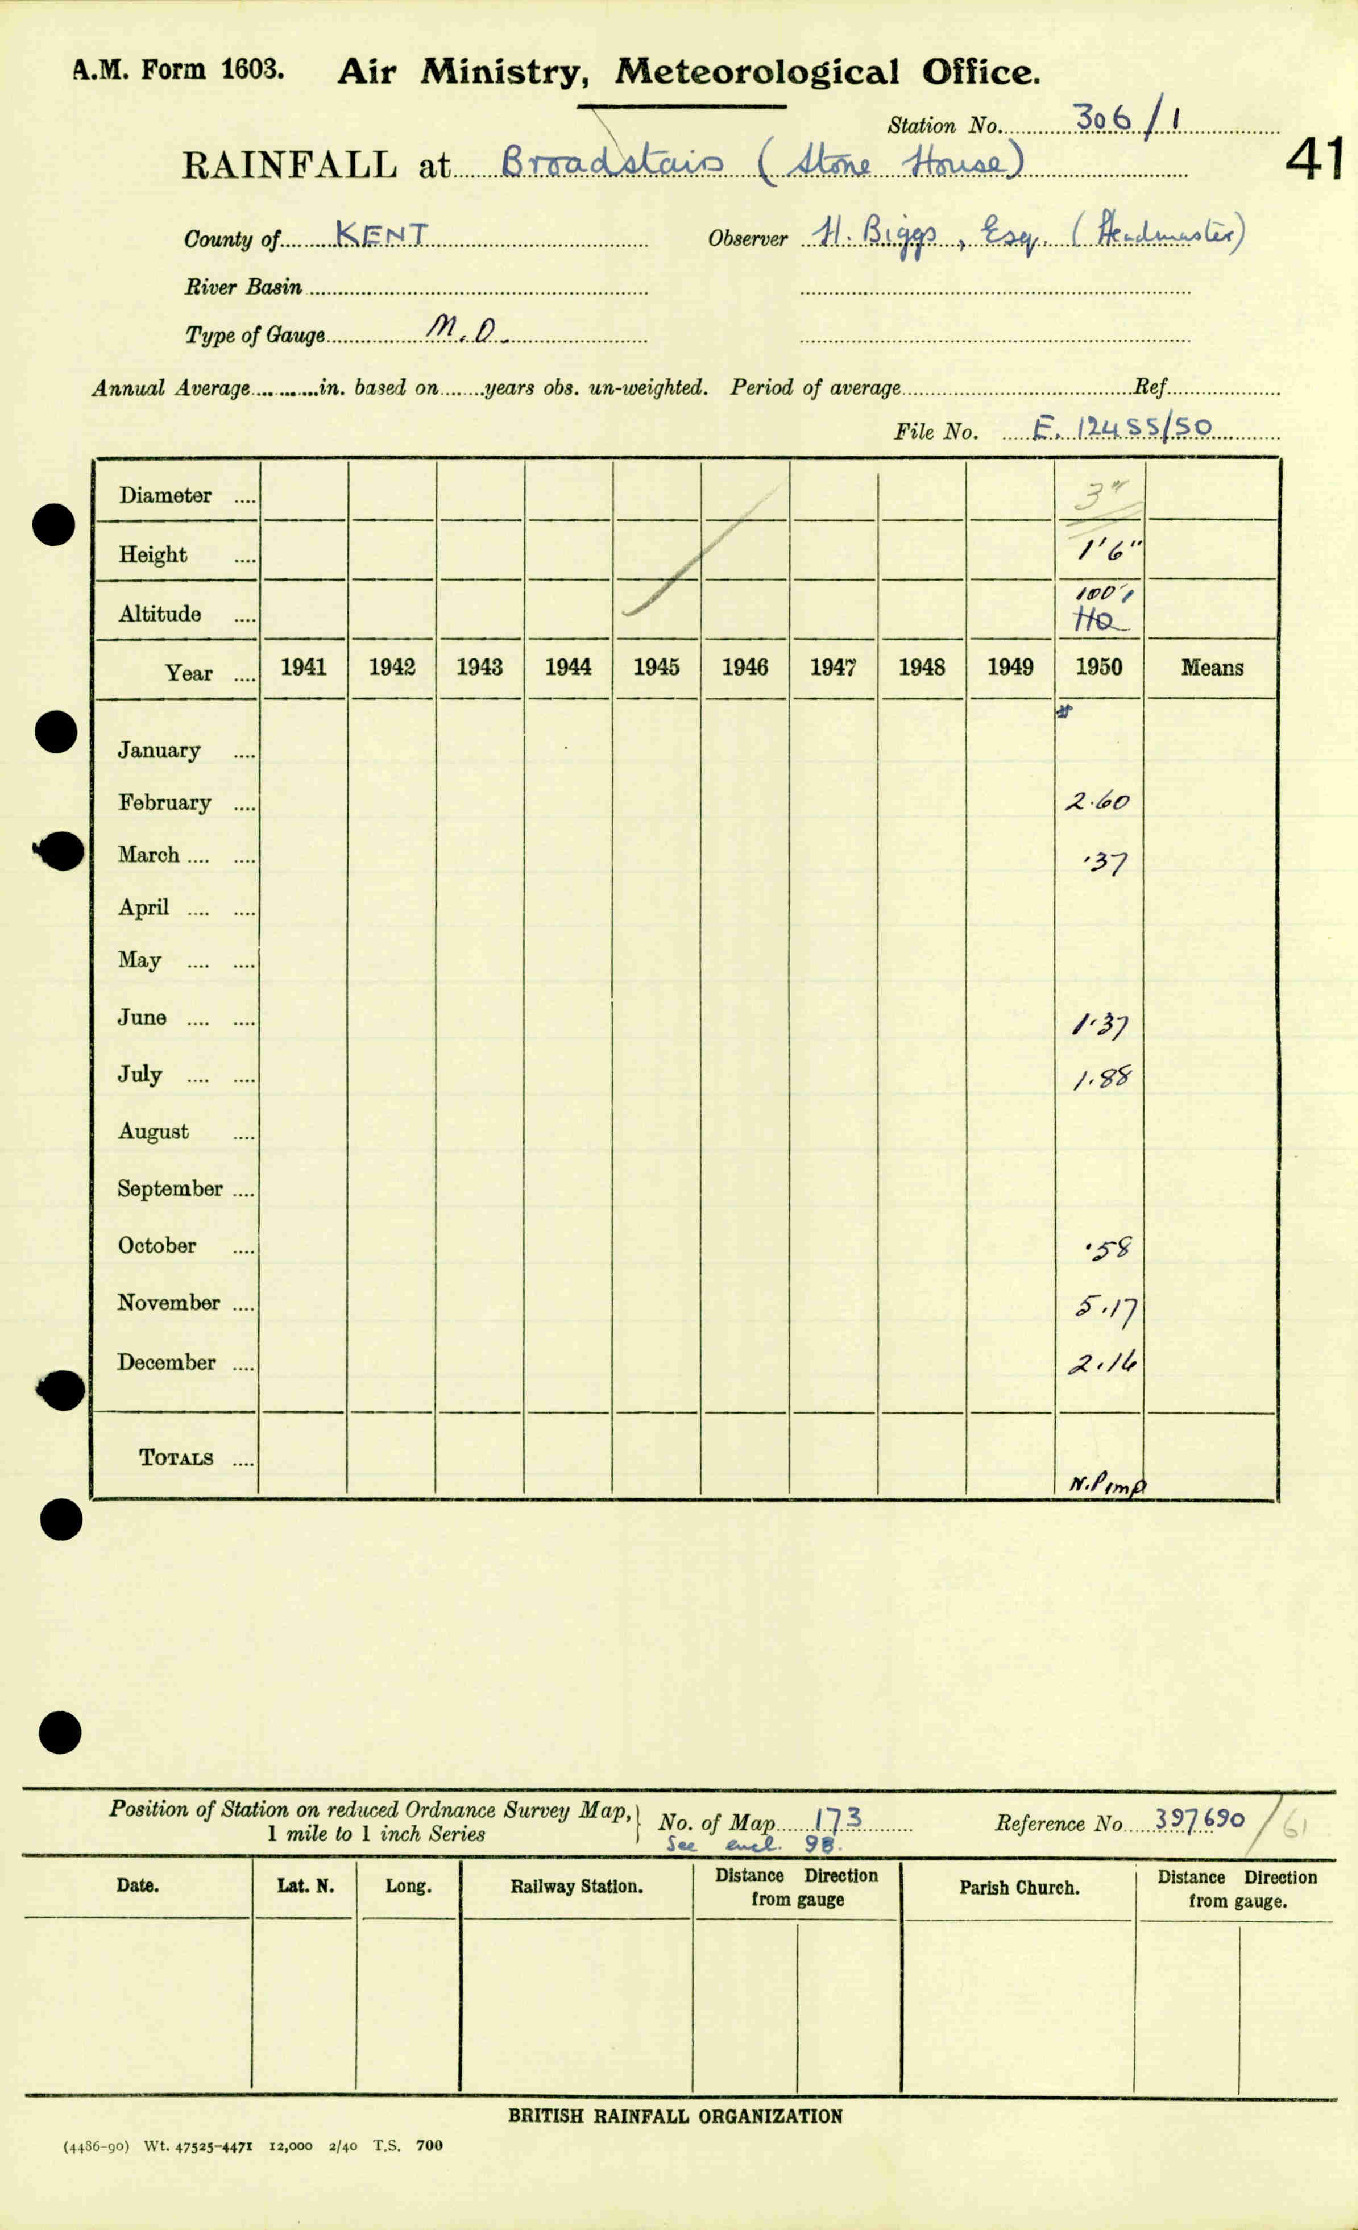 A.M. Form 1603. Air Ministry, Meteorological Office.
Station No. 306/1
RAINFALL at Broadstairs (Stone House) 41
County of KENT Observer H. Biggs, Esq. (Headmaster)
River Basin
Type of Gauge M.O.
Annual Average in. based on years obs. un-weighted. Period of average Ref.
File No. E. 12455/50
Diameter 3"
Height 1'6"
100'
Altitude
Year 1941 1942 1943 1944 1945 1946 1947 1948 1949 1950 Means
January
February 2.60
March .37
April
May
June 1.37
July 1.88
August
September
October .58
November 5.17
December 2.16
TOTALS
Position of Station on reduced Ordnance Survey Map, No. of Map 173 Reference No. 397690/61
1 mile to 1 inch Series
See encl. 9B.
Date. Lat. N. Long. Railway Station. Distance Direction from gauge Parish Church. Distance Direction from gauge.
BRITISH RAINFALL ORGANIZATION
(4486-90) Wt. 47525-4471 12,000 2/40 T.S. 700